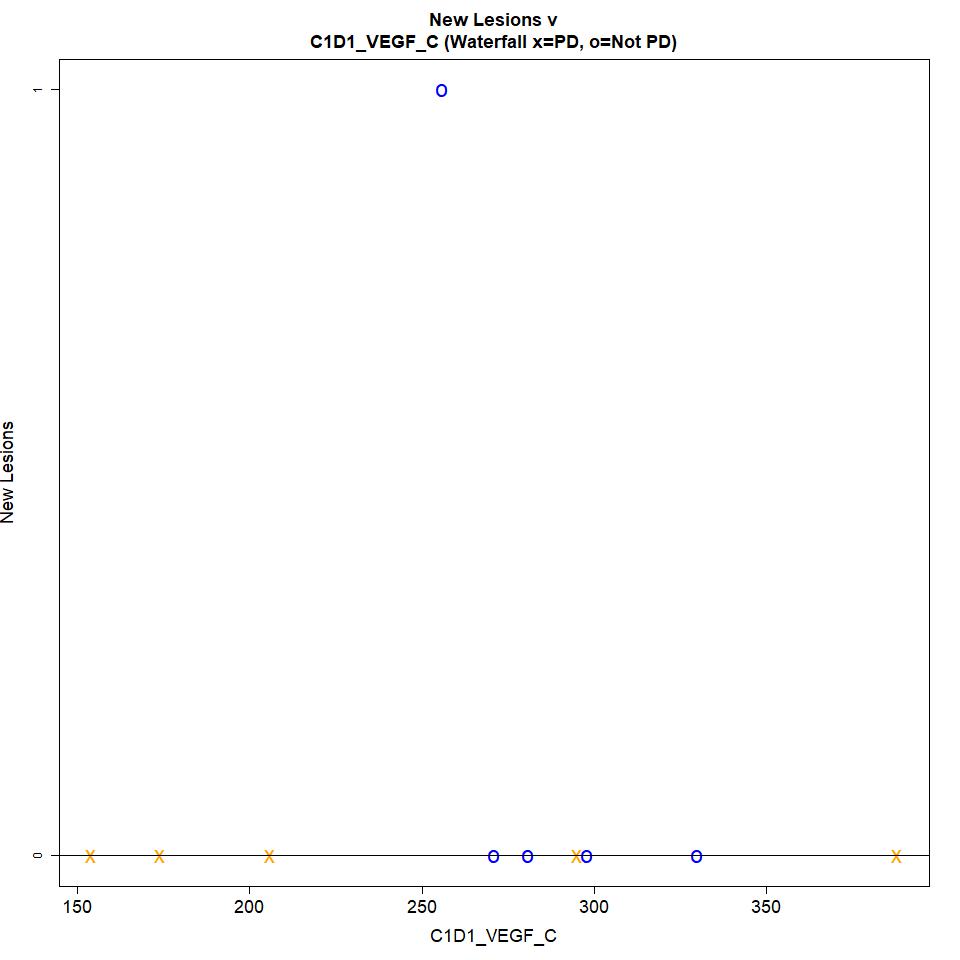 New Lesions v
C1D1_VEGF_C (Waterfall x=PD, o=Not PD)
1
New Lesions
0
o
x x x o o x o o x
150 200 250 300 350
C1D1_VEGF_C